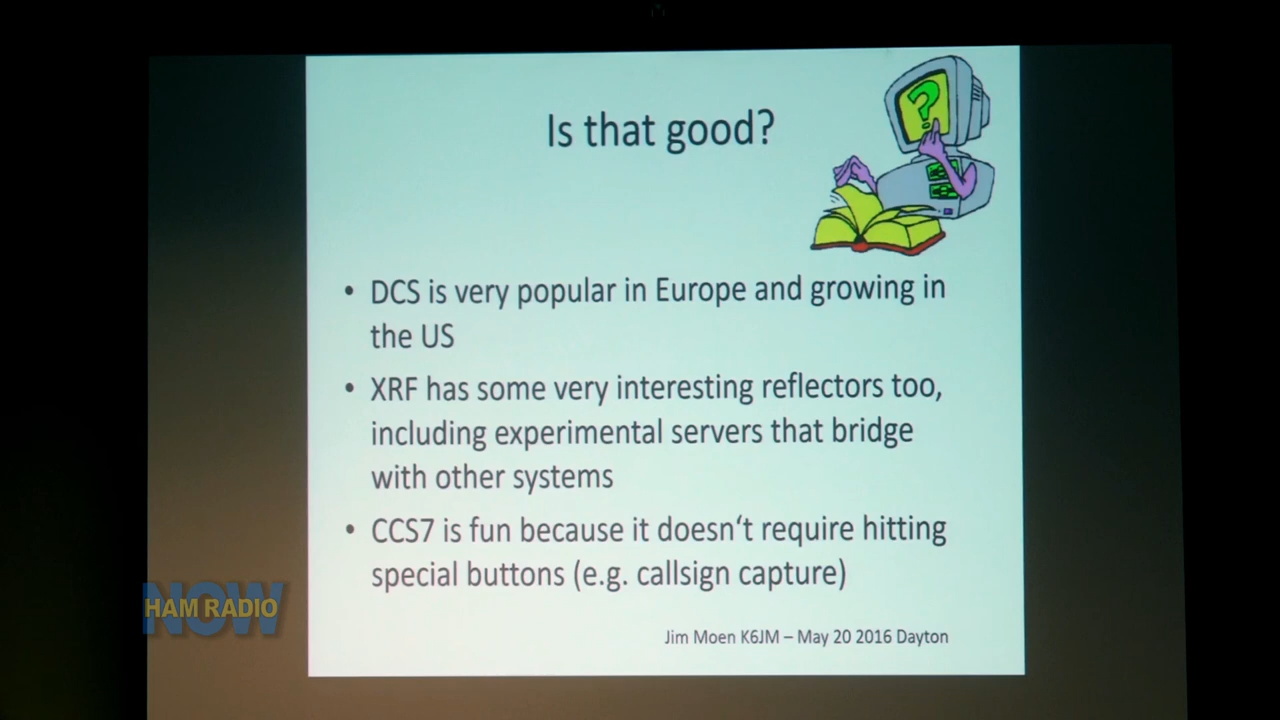 Is that good?
• DCS is very popular in Europe and growing in
the US
• XRF has some very interesting reflectors too,
including experimental servers that bridge
with other systems
• CCS7 is fun because it doesn‘t require hitting
special buttons (e.g. callsign capture)
HAM RADIO
NOW
Jim Moen K6JM – May 20 2016 Dayton